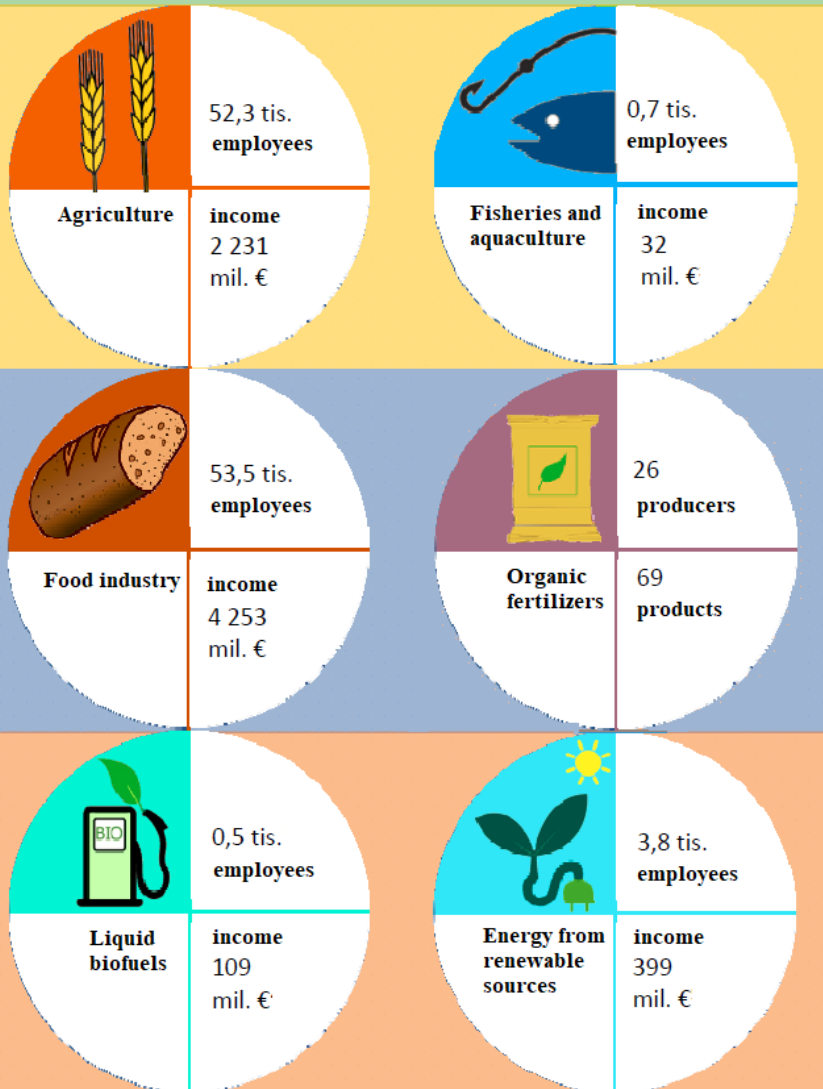 52,3 tis.
employees
Agriculture
income
2 231
mil. €
0,7 tis.
employees
Fisheries and
aquaculture
income
32
mil. €
53,5 tis.
employees
Food industry
income
4 253
mil. €
26
producers
Organic
fertilizers
69
products
BIO
0,5 tis.
employees
Liquid
biofuels
income
109
mil. €
3,8 tis.
employees
Energy from
renewable
sources
income
399
mil. €